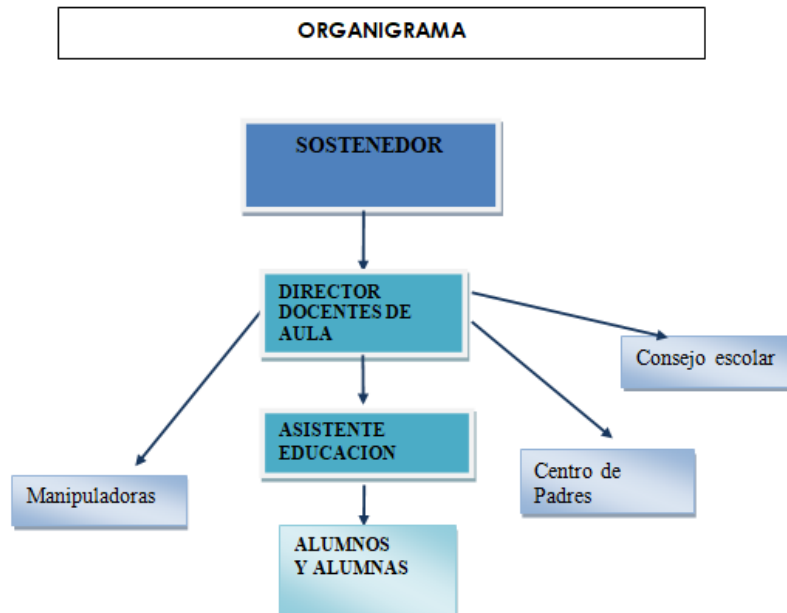 ORGANIGRAMA
SOSTENEDOR
DIRECTOR
DOCENTES DE
AULA
Consejo escolar
ASISTENTE
EDUCACION
Centro de
Padres
Manipuladoras
ALUMNOS
Y ALUMNAS